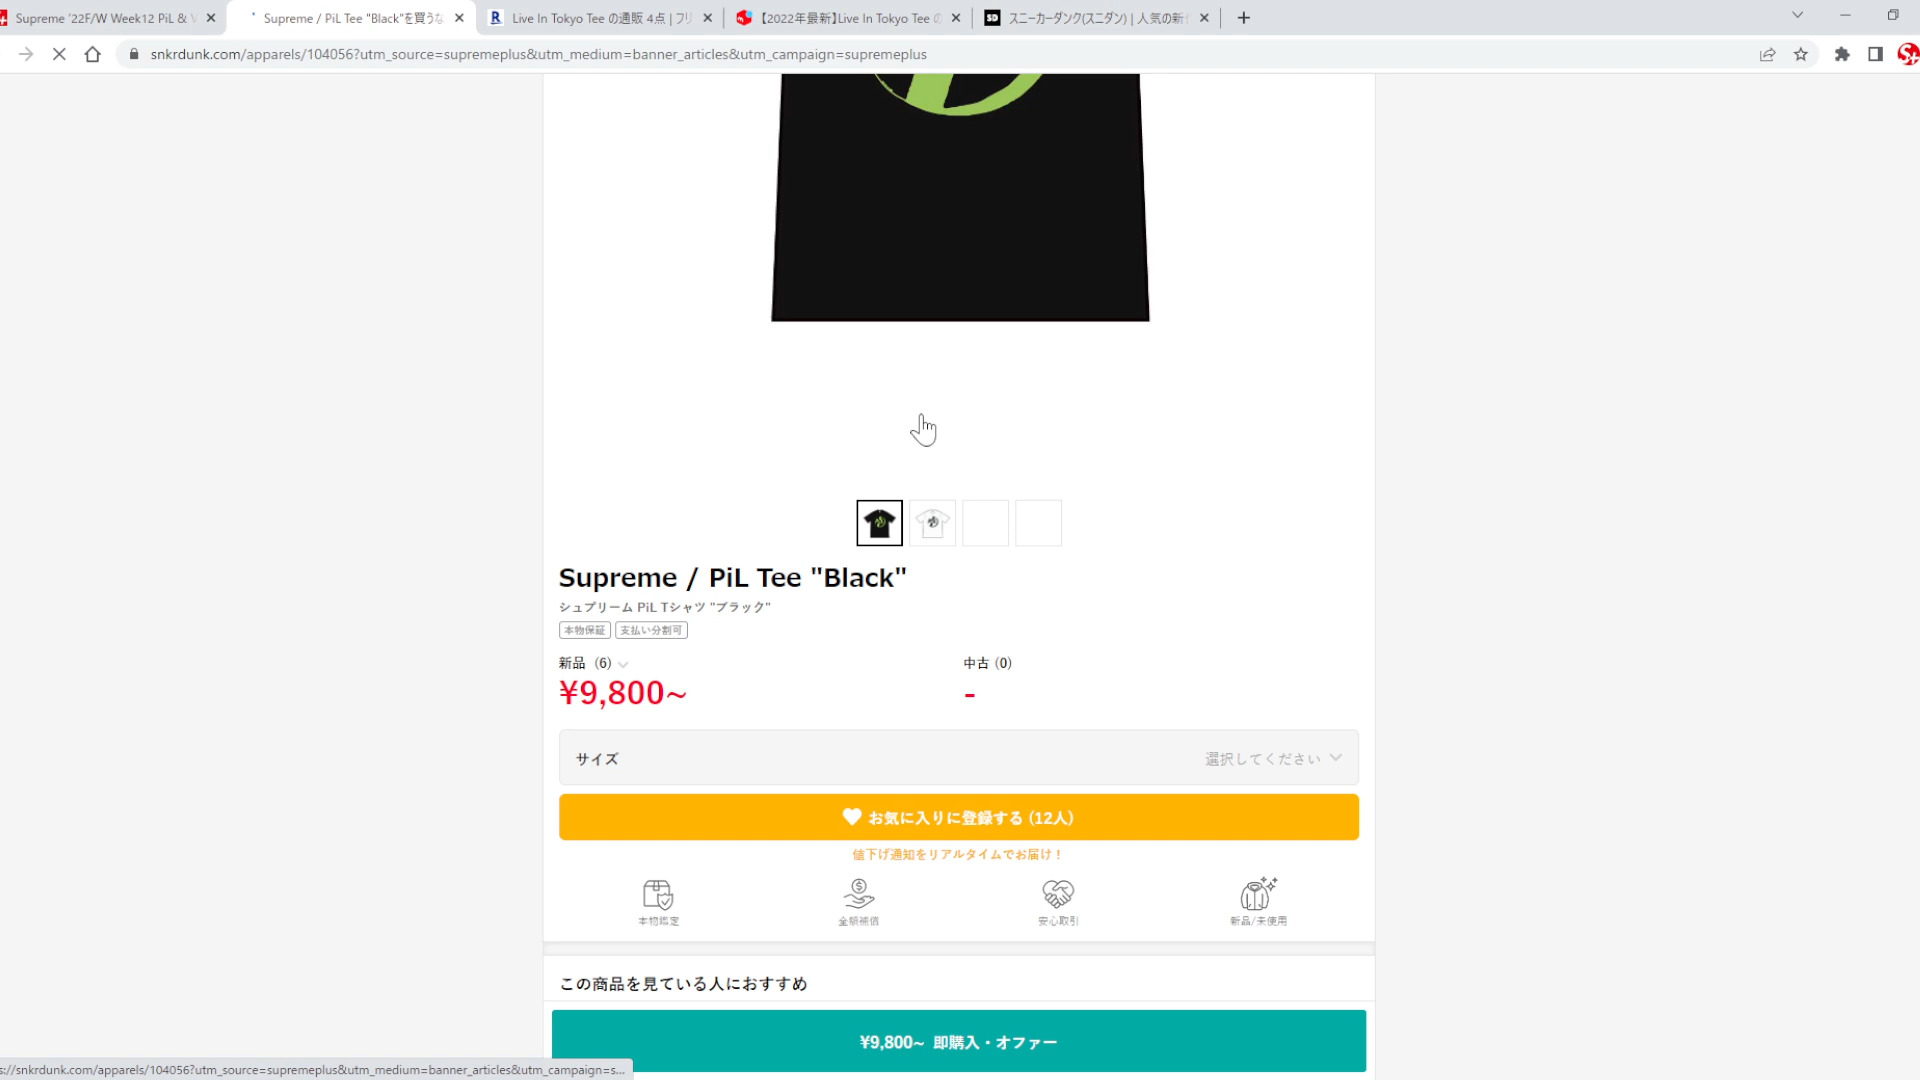 Supreme '22F/W Week12 PiL &
Supreme / PiL Tee "Black"を買うな
Live In Tokyo Tee の通販 4点 | フリ
【2022年最新】Live In Tokyo Tee の
スニーカーダンク(スニダン) | 人気の新
snkrdunk.com/apparels/104056?utm_source=supremeplus&utm_medium=banner_articles&utm_campaign=supremeplus
Supreme / PiL Tee "Black"
シュプリーム PiL Tシャツ "ブラック"
本物保証 支払い分割可
新品 (6) 中古 (0)
¥9,800~ -
サイズ 選択してください
お気に入りに登録する (12人)
値下げ通知をリアルタイムでお届け！
本物鑑定 全額補償 安心取引 新品/未使用
この商品を見ている人におすすめ
¥9,800~ 即購入・オファー
s://snkrdunk.com/apparels/104056?utm_source=supremeplus&utm_medium=banner_articles&utm_campaign=s...